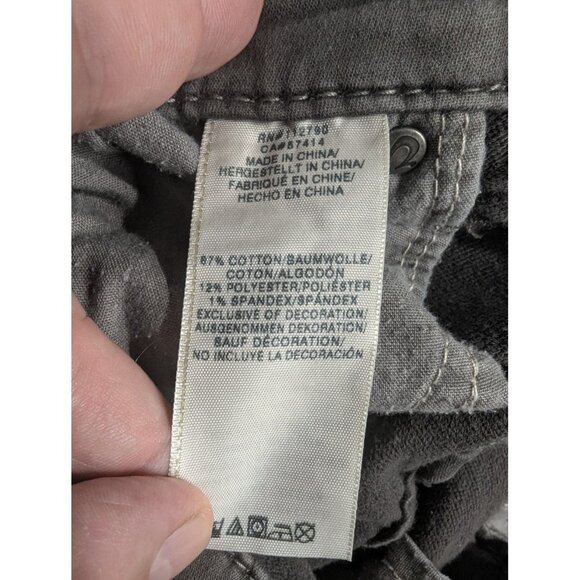 RN#112790
CA#57414
MADE IN CHINA/
HERGESTELLT IN CHINA/
FABRIQUÉ EN CHINE/
HECHO EN CHINA
87% COTTON/BAUMWOLLE/
COTON/ALGODÓN
12% POLYESTER/POLIÉSTER
1% SPANDEX/SPÁNDEX
EXCLUSIVE OF DECORATION/
AUSGENOMMEN DEKORATION/
SAUF DÉCORATION/
NO INCLUYE LA DECORACIÓN